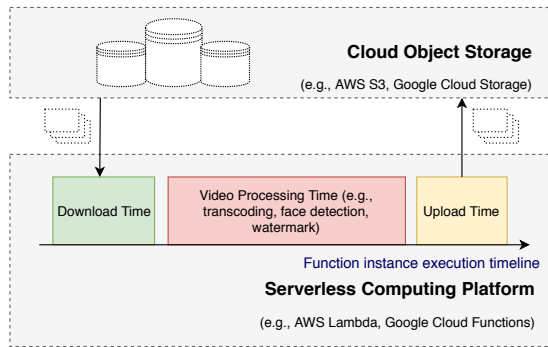 Cloud Object Storage
(e.g., AWS S3, Google Cloud Storage)
Download Time
Video Processing Time (e.g.,
transcoding, face detection,
watermark)
Upload Time
Function instance execution timeline
Serverless Computing Platform
(e.g., AWS Lambda, Google Cloud Functions)